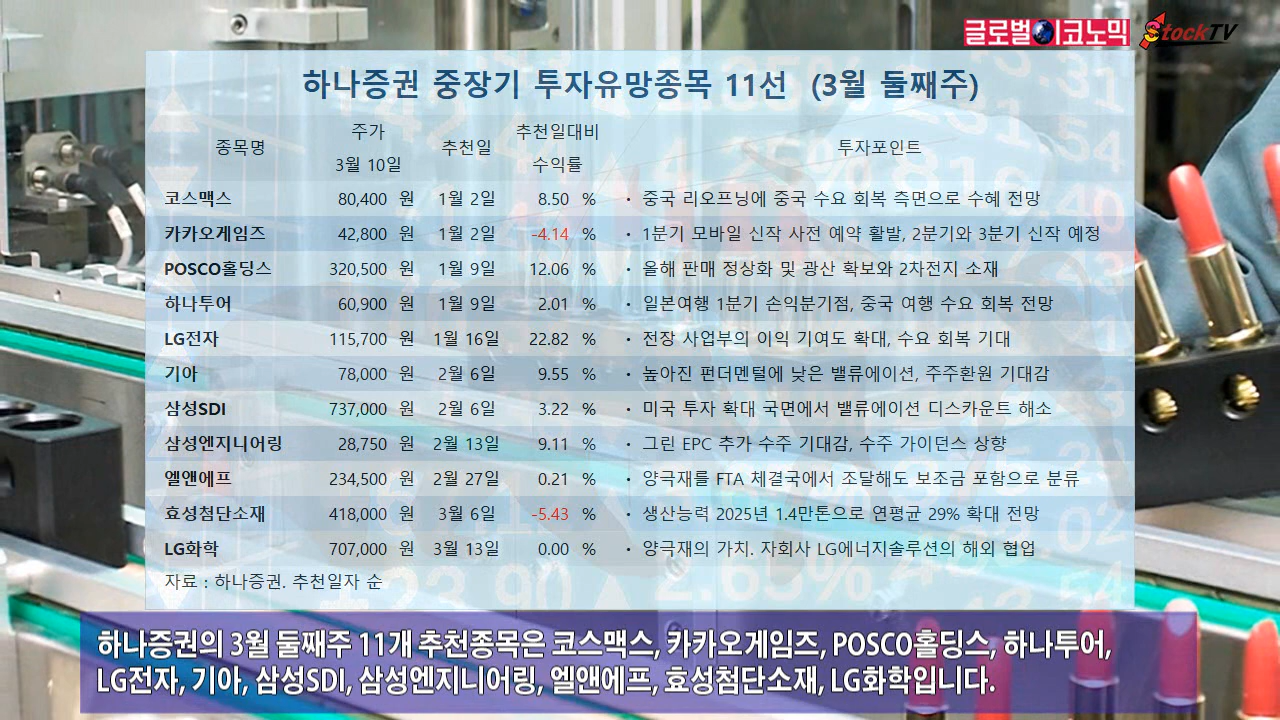 글로벌이코노믹 StockTV
하나증권 중장기 투자유망종목 11선 (3월 둘째주)
종목명 주가 3월 10일 추천일 추천일대비 수익률 투자포인트
코스맥스 80,400 원 1월 2일 8.50 % · 중국 리오프닝에 중국 수요 회복 측면으로 수혜 전망
카카오게임즈 42,800 원 1월 2일 -4.14 % · 1분기 모바일 신작 사전 예약 활발, 2분기와 3분기 신작 예정
POSCO홀딩스 320,500 원 1월 9일 12.06 % · 올해 판매 정상화 및 광산 확보와 2차전지 소재
하나투어 60,900 원 1월 9일 2.01 % · 일본여행 1분기 손익분기점, 중국 여행 수요 회복 전망
LG전자 115,700 원 1월 16일 22.82 % · 전장 사업부의 이익 기여도 확대, 수요 회복 기대
기아 78,000 원 2월 6일 9.55 % · 높아진 펀더멘털에 낮은 밸류에이션, 주주환원 기대감
삼성SDI 737,000 원 2월 6일 3.22 % · 미국 투자 확대 국면에서 밸류에이션 디스카운트 해소
삼성엔지니어링 28,750 원 2월 13일 9.11 % · 그린 EPC 추가 수주 기대감, 수주 가이던스 상향
엘앤에프 234,500 원 2월 27일 0.21 % · 양극재를 FTA 체결국에서 조달해도 보조금 포함으로 분류
효성첨단소재 418,000 원 3월 6일 -5.43 % · 생산능력 2025년 1.4만톤으로 연평균 29% 확대 전망
LG화학 707,000 원 3월 13일 0.00 % · 양극재의 가치. 자회사 LG에너지솔루션의 해외 협업
자료 : 하나증권. 추천일자 순
하나증권의 3월 둘째주 11개 추천종목은 코스맥스, 카카오게임즈, POSCO홀딩스, 하나투어,
LG전자, 기아, 삼성SDI, 삼성엔지니어링, 엘앤에프, 효성첨단소재, LG화학입니다.